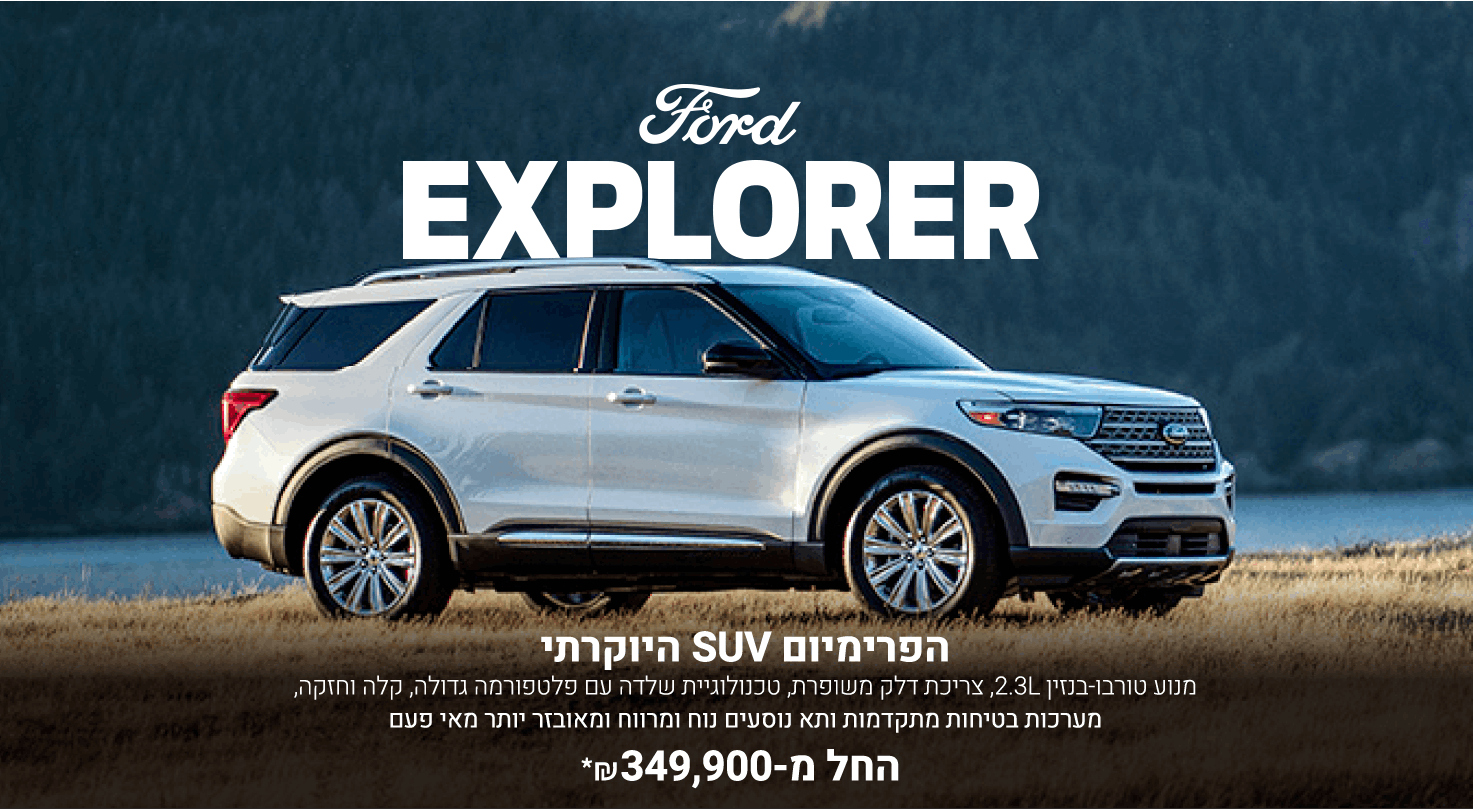 Ford
EXPLORER
הפרימיום SUV היוקרתי
מנוע טורבו-בנזין 2.3L, צריכת דלק משופרת, טכנולוגיית שלדה עם פלטפורמה גדולה, קלה וחזקה,
מערכות בטיחות מתקדמות ותא נוסעים נוח ומרווח ומאובזר יותר מאי פעם
החל מ-349,900₪*